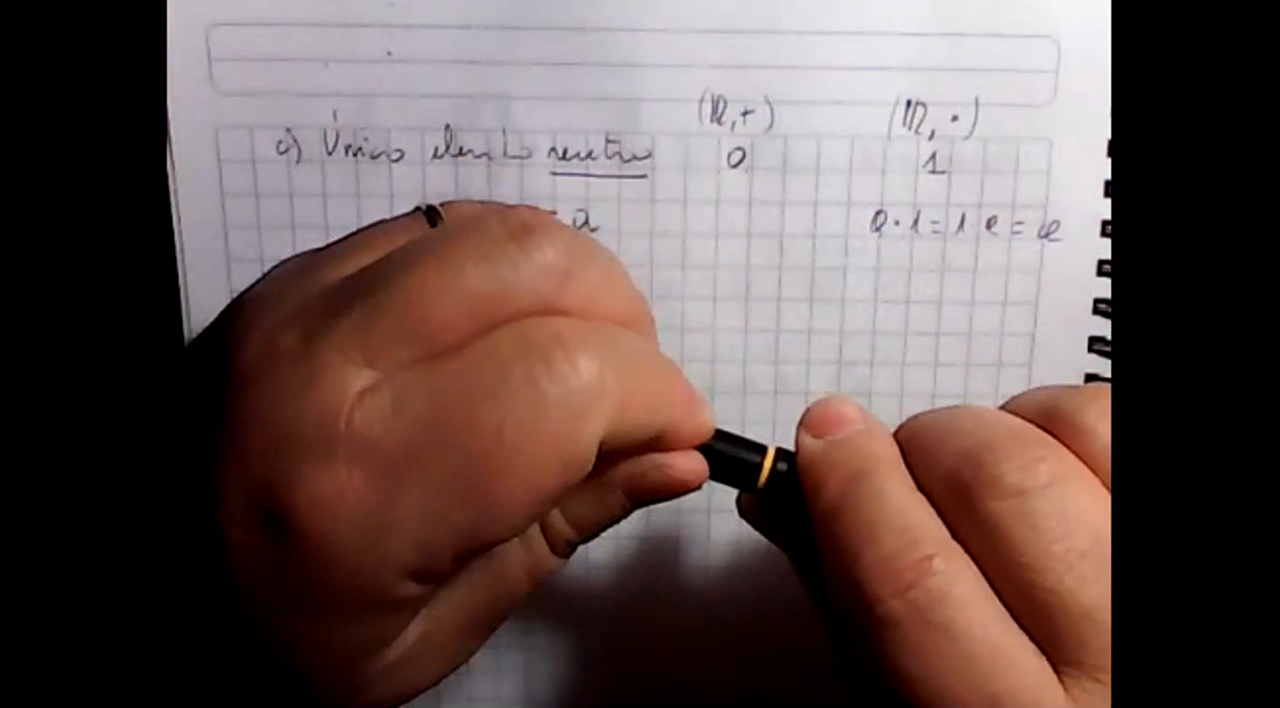 (R, +) (R, ·)
c) Único elemento neutro 0 1
= a a · 1 = 1 a = a